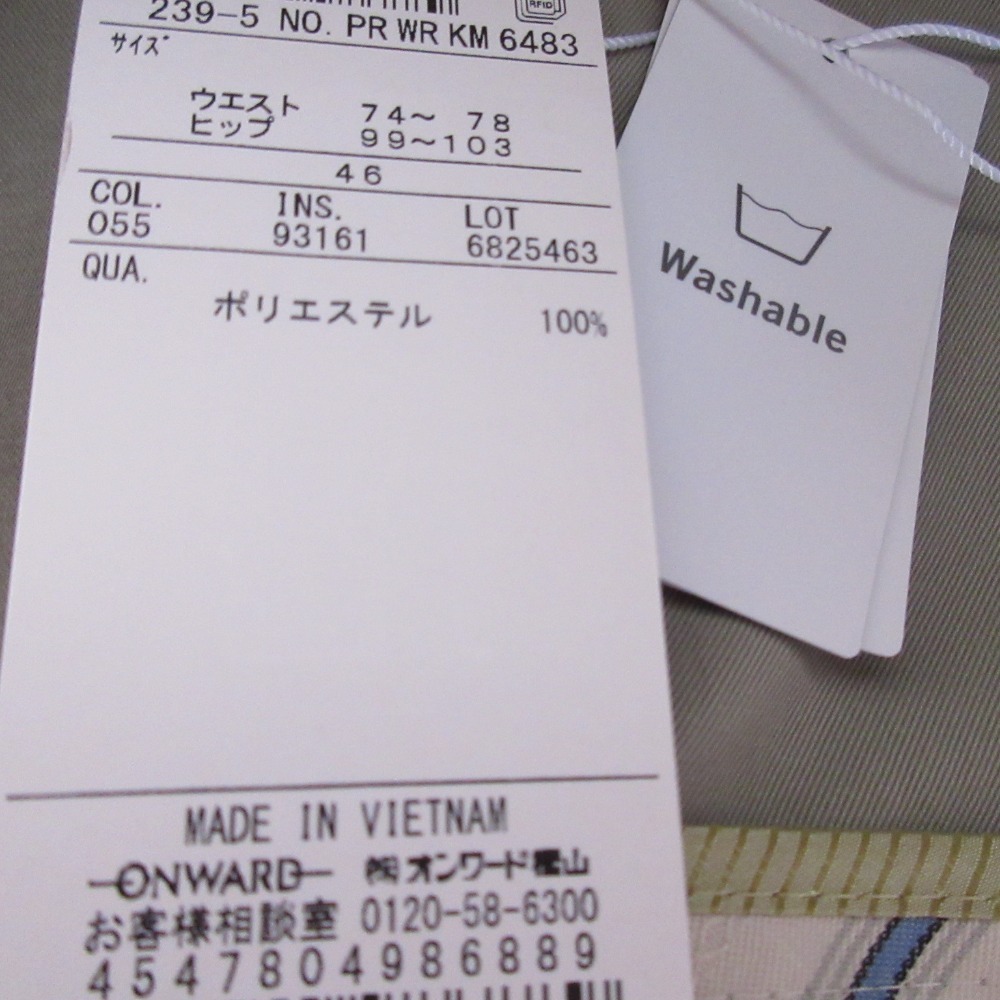 RFID
239-5 NO. PR WR KM 6483
サイズ
ウエスト 74～ 78
ヒップ 99～103
46
COL. INS. LOT
055 93161 6825463
QUA.
ポリエステル 100%
MADE IN VIETNAM
ONWARD ㈱オンワード樫山
お客様相談室 0120-58-6300
4547804986889
Washable